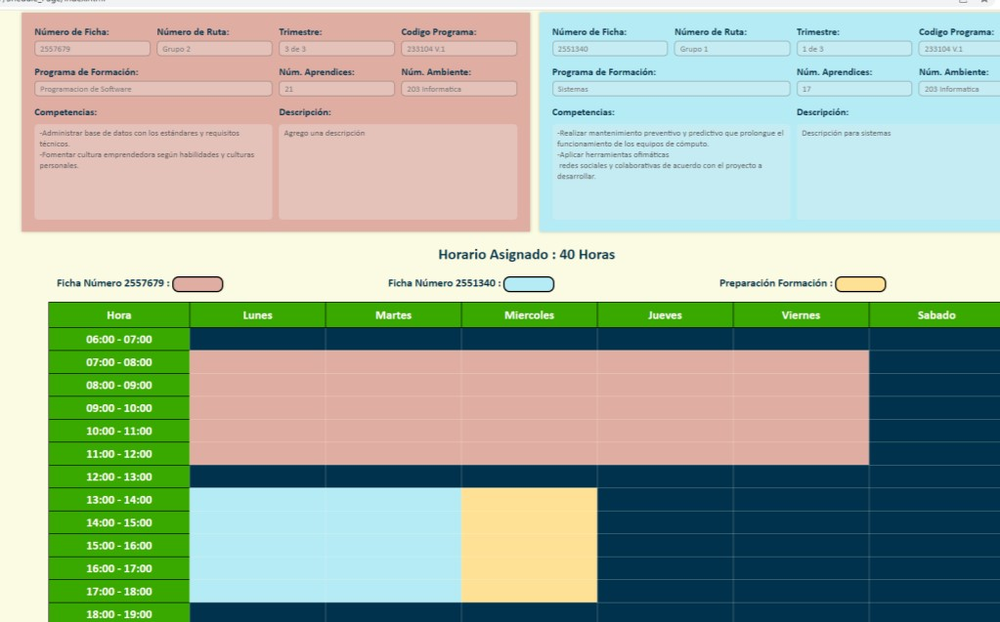 Número de Ficha: Número de Ruta: Trimestre: Codigo Programa:
2557679 Grupo 2 3 de 3 233104 V.1
Programa de Formación: Núm. Aprendices: Núm. Ambiente:
Programacion de Software 21 203 Informatica
Competencias: Descripción:
-Administrar base de datos con los estándares y requisitos
técnicos.
-Fomentar cultura emprendedora según habilidades y culturas
personales.
Agrego una descripción
Número de Ficha: Número de Ruta: Trimestre: Codigo Programa:
2551340 Grupo 1 1 de 3 233104 V.1
Programa de Formación: Núm. Aprendices: Núm. Ambiente:
Sistemas 17 203 Informatica
Competencias: Descripción:
-Realizar mantenimiento preventivo y predictivo que prolongue el
funcionamiento de los equipos de cómputo.
-Aplicar herramientas ofimáticas
redes sociales y colaborativas de acuerdo con el proyecto a
desarrollar.
Descripción para sistemas
Horario Asignado : 40 Horas
Ficha Número 2557679 : Ficha Número 2551340 : Preparación Formación :
Hora Lunes Martes Miercoles Jueves Viernes Sabado
06:00 - 07:00
07:00 - 08:00
08:00 - 09:00
09:00 - 10:00
10:00 - 11:00
11:00 - 12:00
12:00 - 13:00
13:00 - 14:00
14:00 - 15:00
15:00 - 16:00
16:00 - 17:00
17:00 - 18:00
18:00 - 19:00